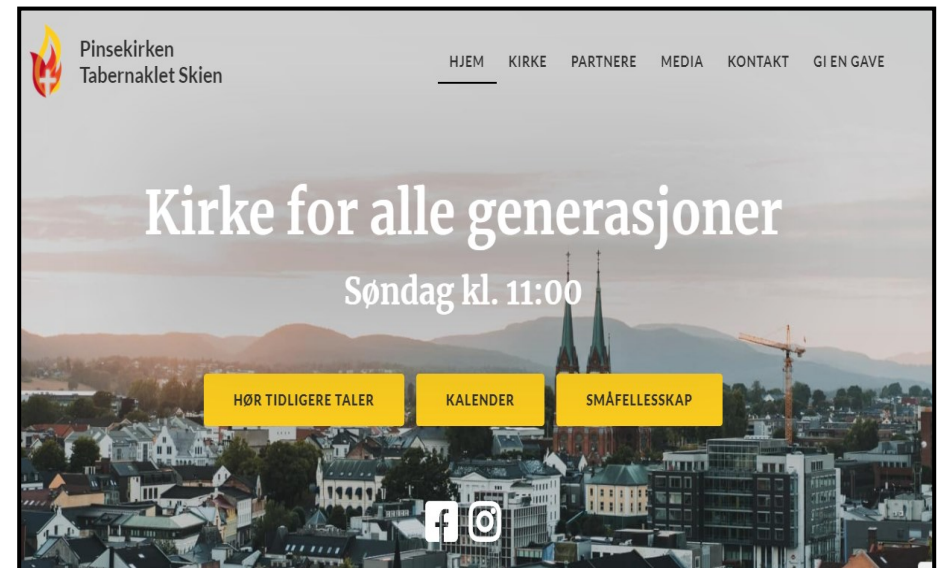 Pinsekirken
Tabernaklet Skien
HJEM KIRKE PARTNERE MEDIA KONTAKT GI EN GAVE
Kirke for alle generasjoner
Søndag kl. 11:00
HØR TIDLIGERE TALER KALENDER SMÅFELLESSKAP